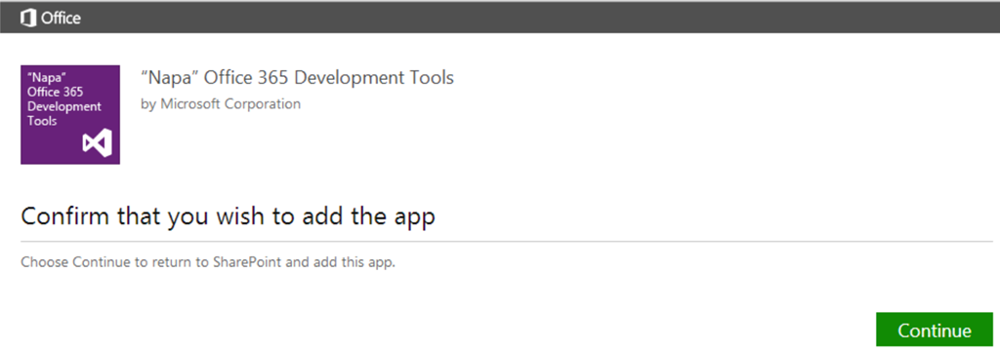 Office
"Napa"
Office 365
Development
Tools
“Napa” Office 365 Development Tools
by Microsoft Corporation
Confirm that you wish to add the app
Choose Continue to return to SharePoint and add this app.
Continue